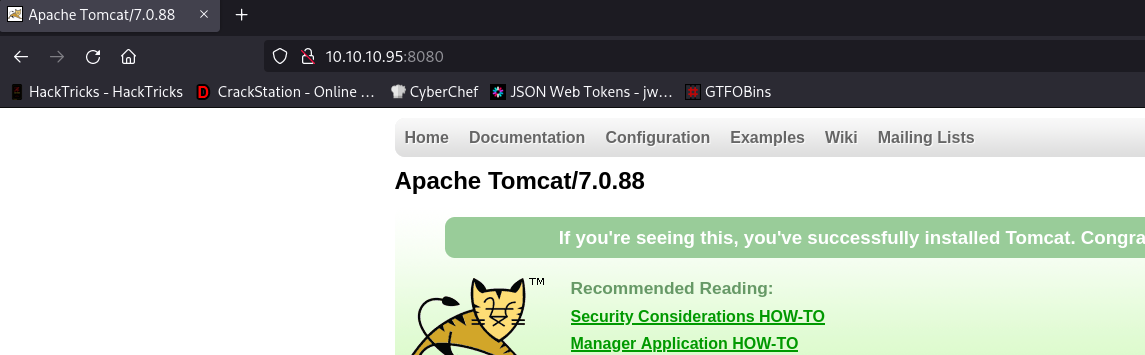 Apache Tomcat/7.0.88
10.10.10.95:8080
HackTricks - HackTricks CrackStation - Online … CyberChef JSON Web Tokens - jw… GTFOBins
Home Documentation Configuration Examples Wiki Mailing Lists
Apache Tomcat/7.0.88
If you're seeing this, you've successfully installed Tomcat. Congra
TM
Recommended Reading:
Security Considerations HOW-TO
Manager Application HOW-TO